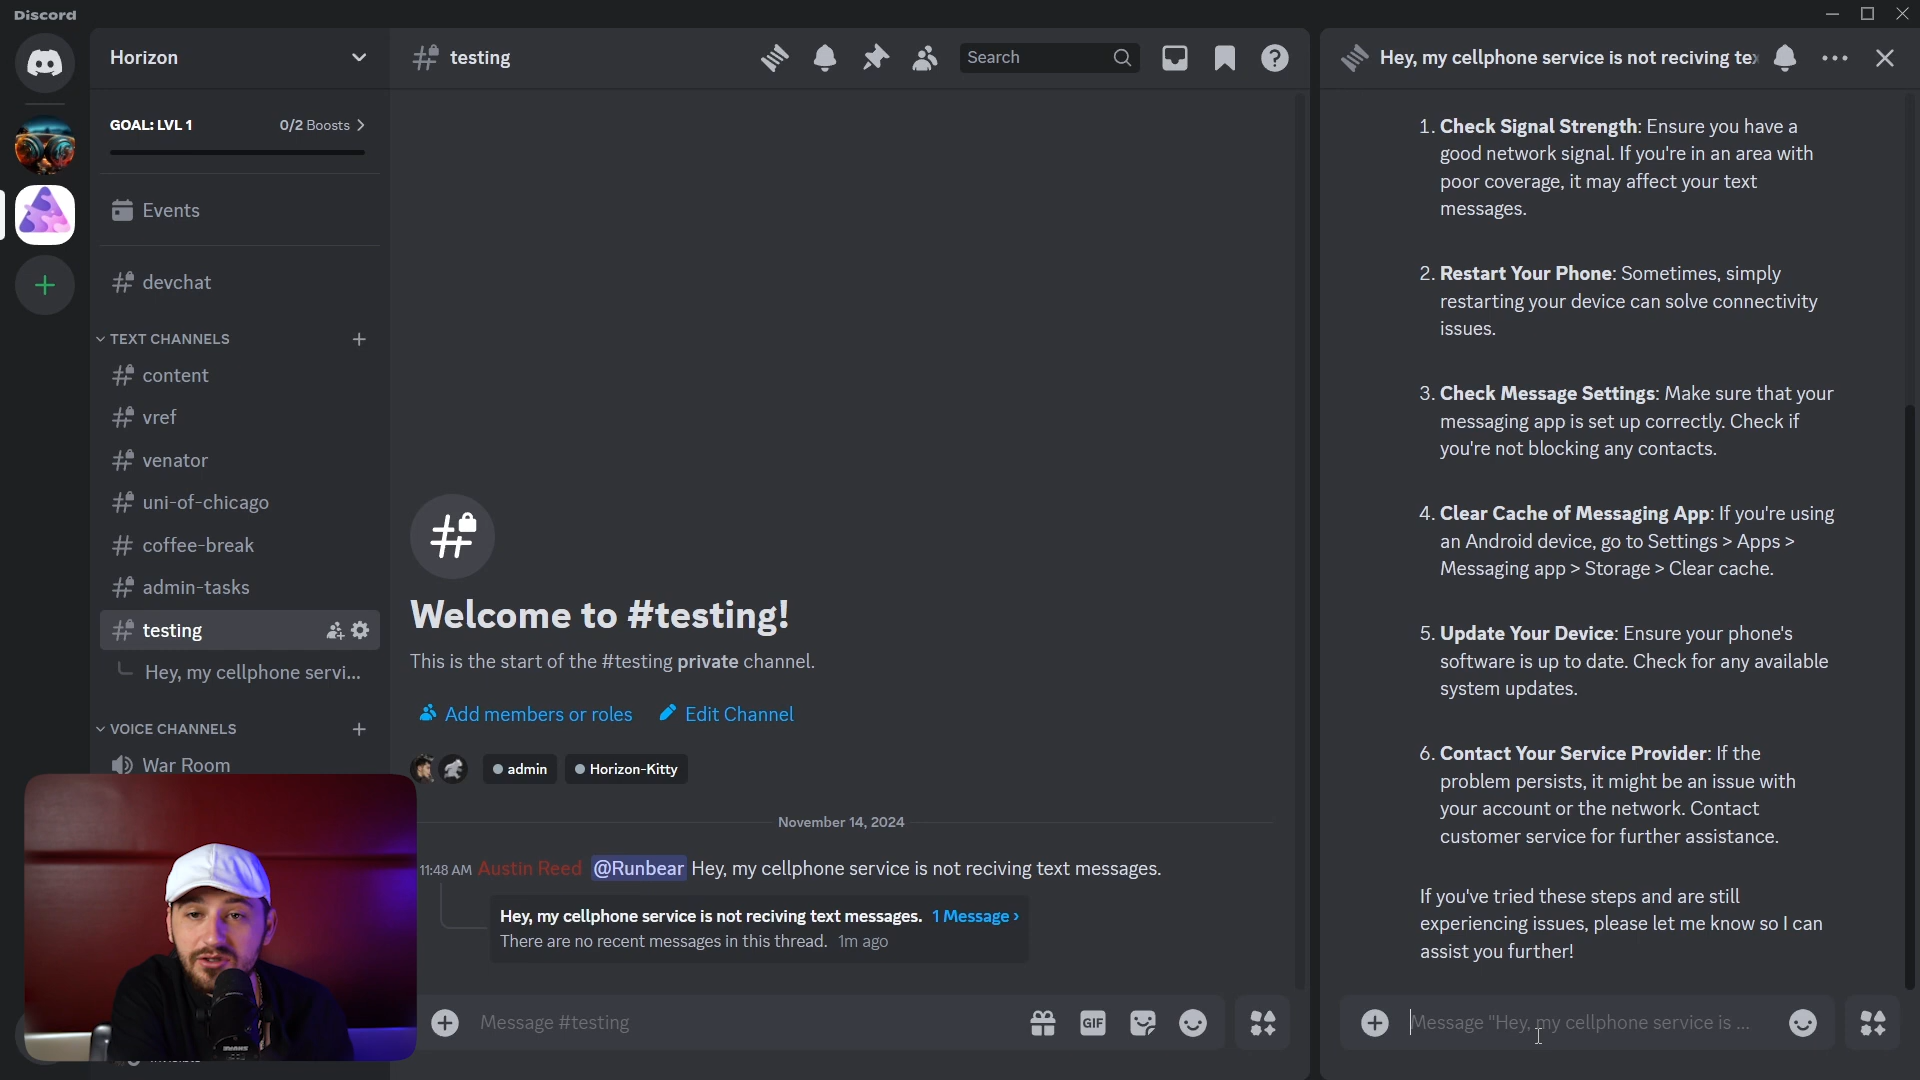 Discord
Horizon
GOAL: LVL 1
0/2 Boosts
Events
devchat
TEXT CHANNELS
content
vref
venator
uni-of-chicago
coffee-break
admin-tasks
testing
Hey, my cellphone servi...
VOICE CHANNELS
War Room
testing
Search
Welcome to #testing!
This is the start of the #testing private channel.
Add members or roles
Edit Channel
admin
Horizon-Kitty
November 14, 2024
11:48 AM Austin Reed @Runbear Hey, my cellphone service is not reciving text messages.
Hey, my cellphone service is not reciving text messages. 1 Message ›
There are no recent messages in this thread. 1m ago
Message #testing
GIF
Hey, my cellphone service is not reciving tex
1. Check Signal Strength: Ensure you have a
good network signal. If you're in an area with
poor coverage, it may affect your text
messages.
2. Restart Your Phone: Sometimes, simply
restarting your device can solve connectivity
issues.
3. Check Message Settings: Make sure that your
messaging app is set up correctly. Check if
you're not blocking any contacts.
4. Clear Cache of Messaging App: If you're using
an Android device, go to Settings > Apps >
Messaging app > Storage > Clear cache.
5. Update Your Device: Ensure your phone's
software is up to date. Check for any available
system updates.
6. Contact Your Service Provider: If the
problem persists, it might be an issue with
your account or the network. Contact
customer service for further assistance.
If you've tried these steps and are still
experiencing issues, please let me know so I can
assist you further!
Message "Hey, my cellphone service is ...